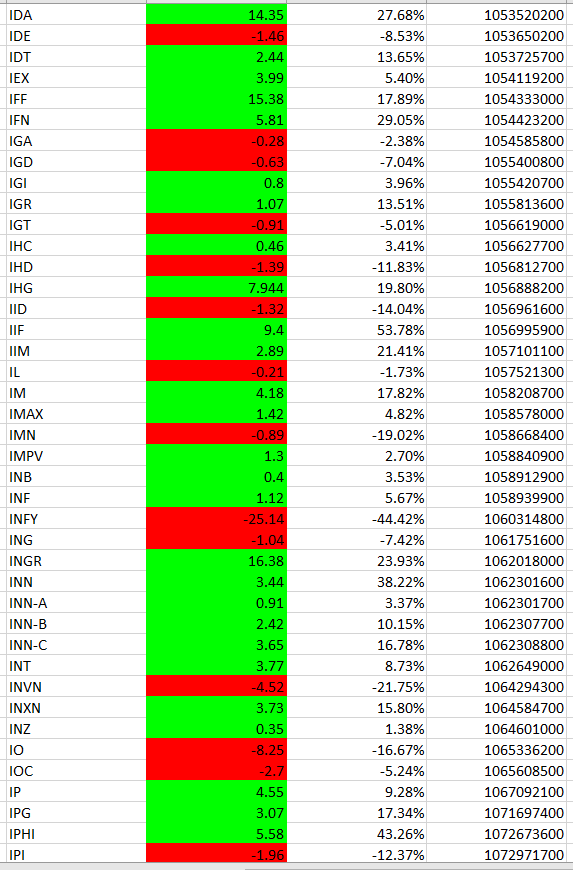 IDA 14.35 27.68% 1053520200
IDE -1.46 -8.53% 1053650200
IDT 2.44 13.65% 1053725700
IEX 3.99 5.40% 1054119200
IFF 15.38 17.89% 1054333000
IFN 5.81 29.05% 1054423200
IGA -0.28 -2.38% 1054585800
IGD -0.63 -7.04% 1055400800
IGI 0.8 3.96% 1055420700
IGR 1.07 13.51% 1055813600
IGT -0.91 -5.01% 1056619000
IHC 0.46 3.41% 1056627700
IHD -1.39 -11.83% 1056812700
IHG 7.944 19.80% 1056888200
IID -1.32 -14.04% 1056961600
IIF 9.4 53.78% 1056995900
IIM 2.89 21.41% 1057101100
IL -0.21 -1.73% 1057521300
IM 4.18 17.82% 1058208700
IMAX 1.42 4.82% 1058578000
IMN -0.89 -19.02% 1058668400
IMPV 1.3 2.70% 1058840900
INB 0.4 3.53% 1058912900
INF 1.12 5.67% 1058939900
INFY -25.14 -44.42% 1060314800
ING -1.04 -7.42% 1061751600
INGR 16.38 23.93% 1062018000
INN 3.44 38.22% 1062301600
INN-A 0.91 3.37% 1062301700
INN-B 2.42 10.15% 1062307700
INN-C 3.65 16.78% 1062308800
INT 3.77 8.73% 1062649000
INVN -4.52 -21.75% 1064294300
INXN 3.73 15.80% 1064584700
INZ 0.35 1.38% 1064601000
IO -8.25 -16.67% 1065336200
IOC -2.7 -5.24% 1065608500
IP 4.55 9.28% 1067092100
IPG 3.07 17.34% 1071697400
IPHI 5.58 43.26% 1072673600
IPI -1.96 -12.37% 1072971700